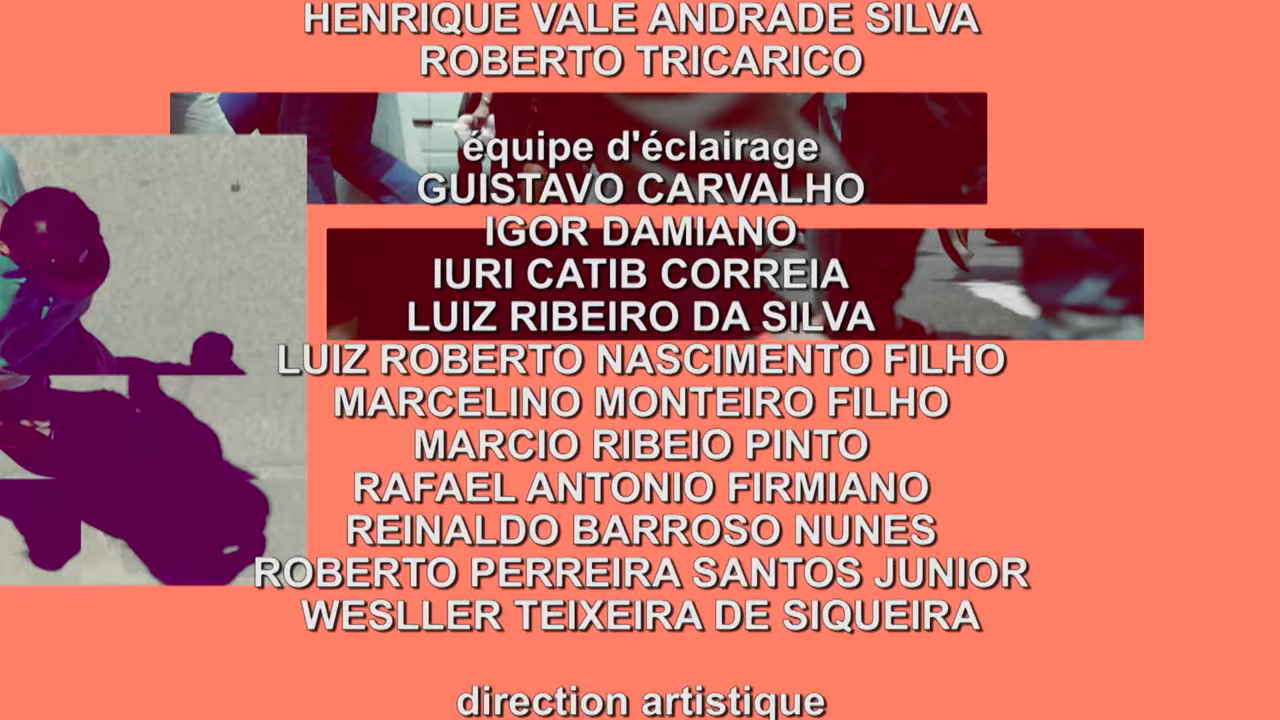 HENRIQUE VALE ANDRADE SILVA
ROBERTO TRICARICO
équipe d'éclairage
GUISTAVO CARVALHO
IGOR DAMIANO
IURI CATIB CORREIA
LUIZ RIBEIRO DA SILVA
LUIZ ROBERTO NASCIMENTO FILHO
MARCELINO MONTEIRO FILHO
MARCIO RIBEIO PINTO
RAFAEL ANTONIO FIRMIANO
REINALDO BARROSO NUNES
ROBERTO PERREIRA SANTOS JUNIOR
WESLLER TEIXEIRA DE SIQUEIRA
direction artistique